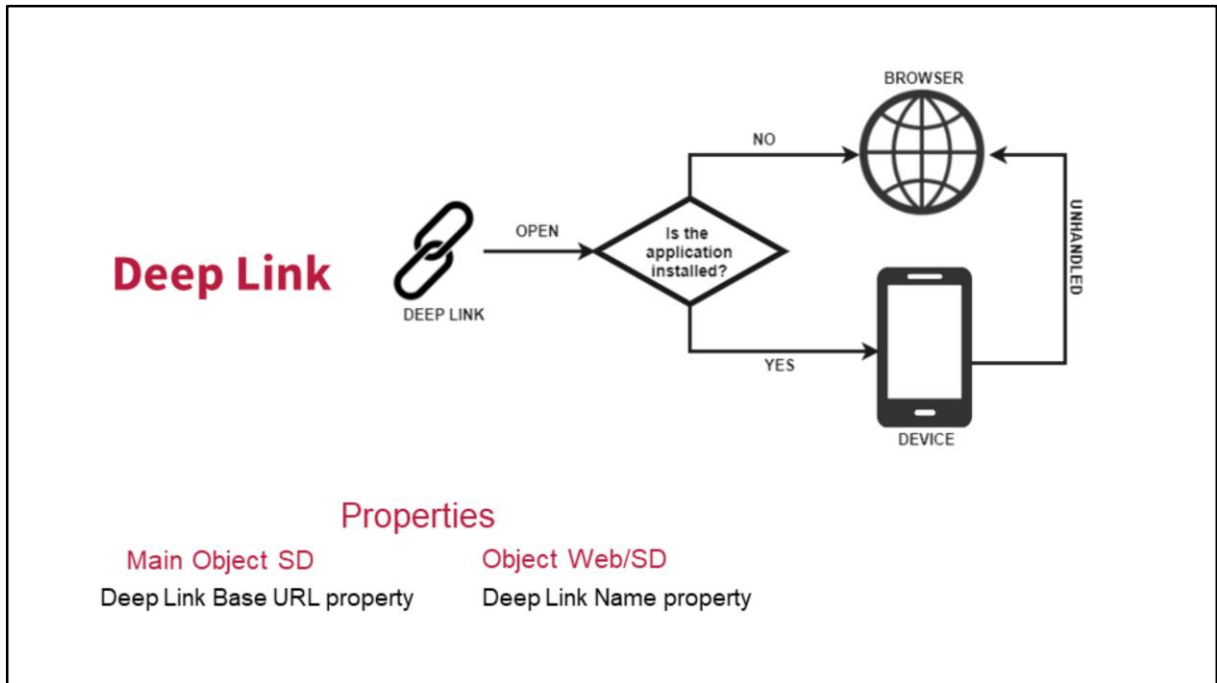 BROWSER
NO
OPEN
Is the
application
installed?
UNHANDLED
Deep Link
DEEP LINK
YES
DEVICE
Properties
Main Object SD
Object Web/SD
Deep Link Base URL property
Deep Link Name property